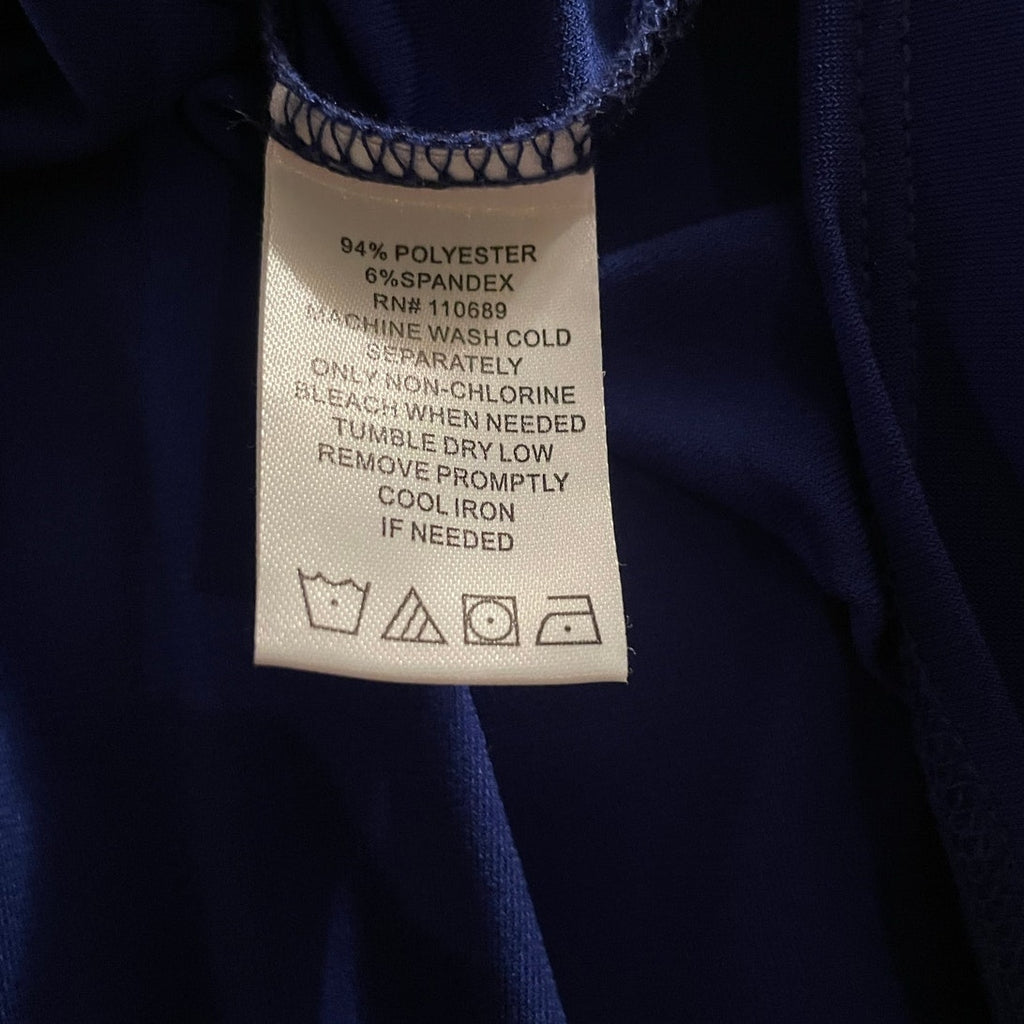 94% POLYESTER
6%SPANDEX
RN# 110689
MACHINE WASH COLD
SEPARATELY
ONLY NON-CHLORINE
BLEACH WHEN NEEDED
TUMBLE DRY LOW
REMOVE PROMPTLY
COOL IRON
IF NEEDED